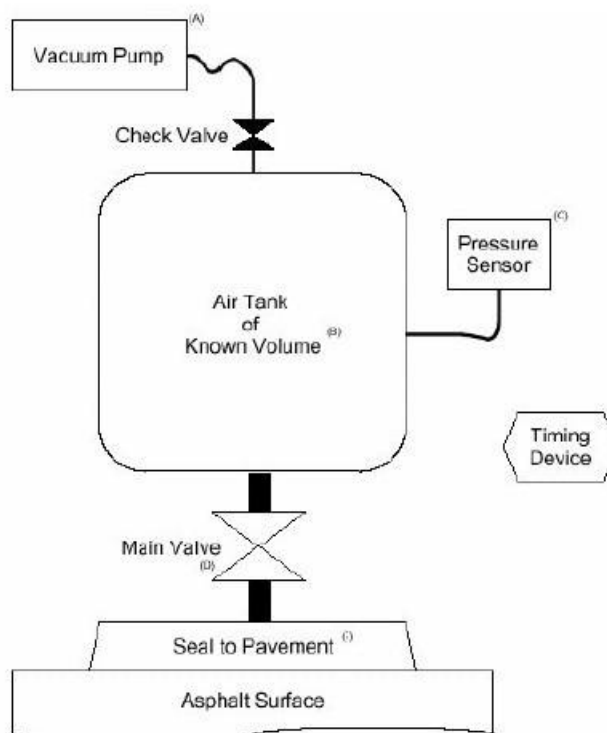 Vacuum Pump (A)
Check Valve
Pressure (C)
Sensor
Air Tank
of
Known Volume (B)
Timing
Device
Main Valve
(D)
Seal to Pavement
Asphalt Surface